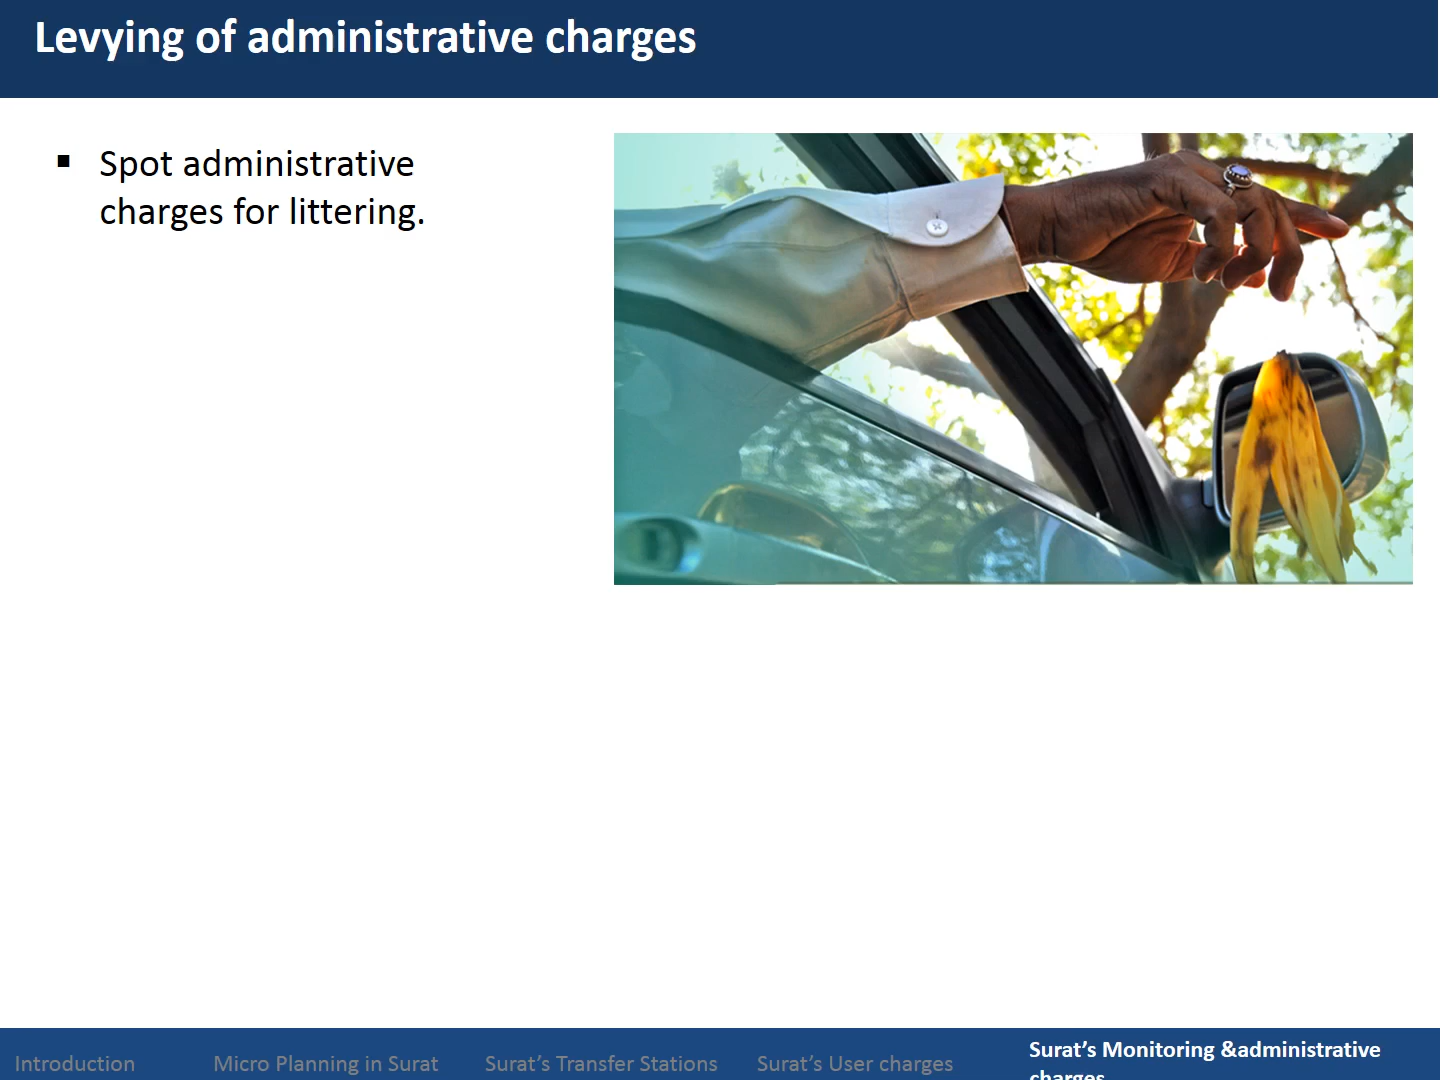 Levying of administrative charges
▪ Spot administrative
charges for littering.
Introduction
Micro Planning in Surat
Surat’s Transfer Stations
Surat’s User charges
Surat’s Monitoring &administrative
charges